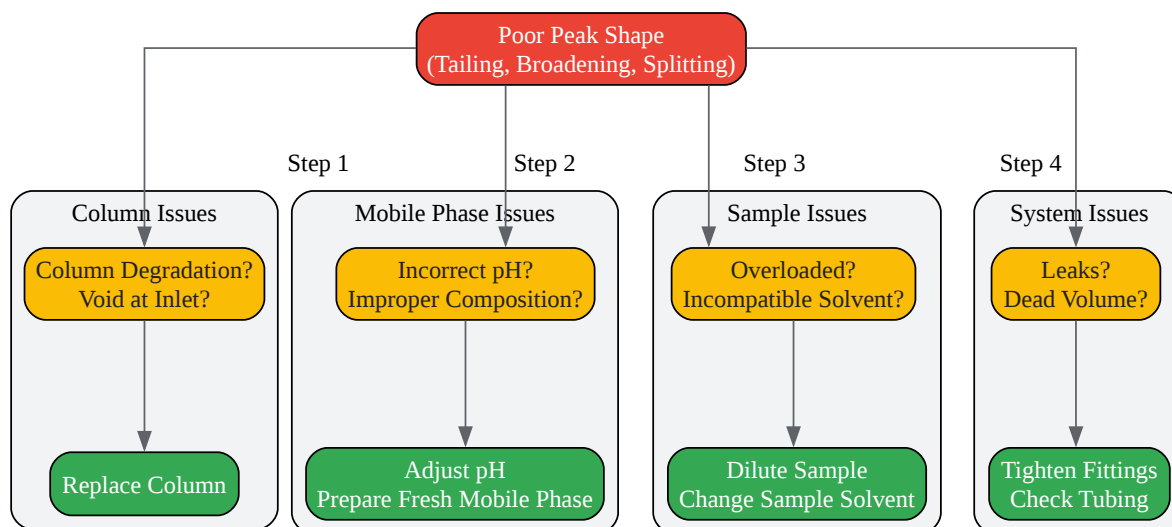 Poor Peak Shape
(Tailing, Broadening, Splitting)
Step 1
Step 2
Step 3
Step 4
Column Issues
Column Degradation?
Void at Inlet?
Replace Column
Mobile Phase Issues
Incorrect pH?
Improper Composition?
Adjust pH
Prepare Fresh Mobile Phase
Sample Issues
Overloaded?
Incompatible Solvent?
Dilute Sample
Change Sample Solvent
System Issues
Leaks?
Dead Volume?
Tighten Fittings
Check Tubing